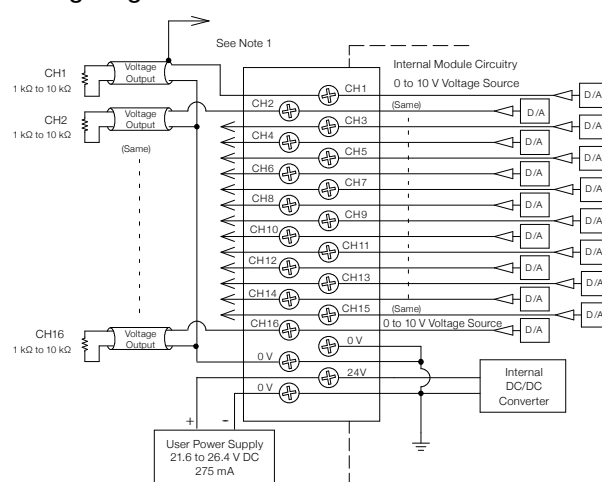 See Note 1
Voltage
Output
CH1
1 kΩ to 10 kΩ
Internal Module Circuitry
0 to 10 V Voltage Source
CH1
D/A
Voltage
Output
CH2
1 kΩ to 10 kΩ
(Same)
CH2
(Same)
D/A
CH3
D/A
CH4
D/A
CH5
D/A
CH6
D/A
CH7
D/A
CH8
D/A
CH9
D/A
CH10
D/A
CH11
D/A
CH12
D/A
CH13
D/A
CH14
D/A
CH15
(Same)
D/A
Voltage
Output
CH16
1 kΩ to 10 kΩ
CH16
0 to 10 V Voltage Source
D/A
0 V
0 V
24V
0 V
Internal
DC/DC
Converter
+
–
User Power Supply
21.6 to 26.4 V DC
275 mA